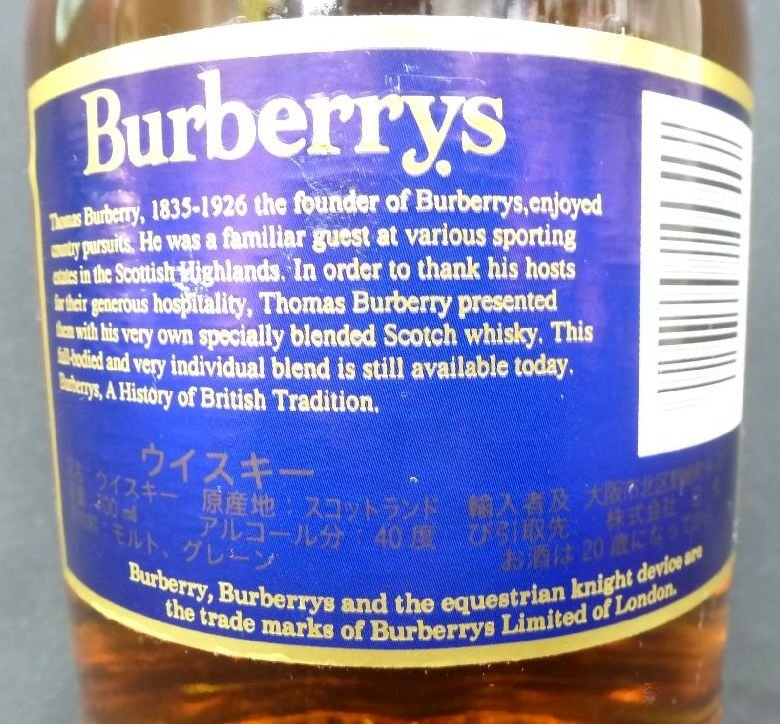 Burberrys
Thomas Burberry, 1835-1926 the founder of Burberrys,enjoyed
country pursuits. He was a familiar guest at various sporting
estates in the Scottish Highlands. In order to thank his hosts
for their generous hospitality, Thomas Burberry presented
them with his very own specially blended Scotch whisky. This
full-bodied and very individual blend is still available today.
Burberrys, A History of British Tradition.
ウイスキー
ウイスキー 原産地:スコットランド 輸入者及 大阪市北区
アルコール分:40度 び引取先: 株式会社
モルト、グレーン お酒は20歳になって
Burberry, Burberrys and the equestrian knight device are
the trade marks of Burberrys Limited of London.